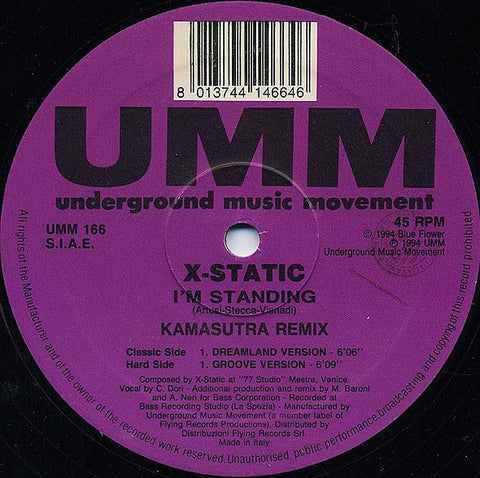 8 013744 146646
UMM
underground music movement
UMM 166
S.I.A.E.
45 RPM
℗ 1994 Blue Flower
© 1994 UMM
Underground Music Movement
X-STATIC
I'M STANDING
(Artusi-Stecca-Visnadi)
KAMASUTRA REMIX
Classic Side 1. DREAMLAND VERSION - 6'06"
Hard Side 1. GROOVE VERSION - 6'09"
Composed by X-Static at "77 Studio" Mestre, Venice.
Vocal by C. Dori - Additional production and remix by M. Baroni
and A. Neri for Bass Corporation - Recorded at
Bass Recording Studio (La Spezia) - Manufactured by
Underground Music Movement (a member label of
Flying Records Productions). Distributed by
Distribuzioni Flying Records Srl.
Made in Italy
All rights of the Manufacturer and of the owner of the recorded work reserved. Unauthorised public performance, broadcasting and copying of this record prohibited